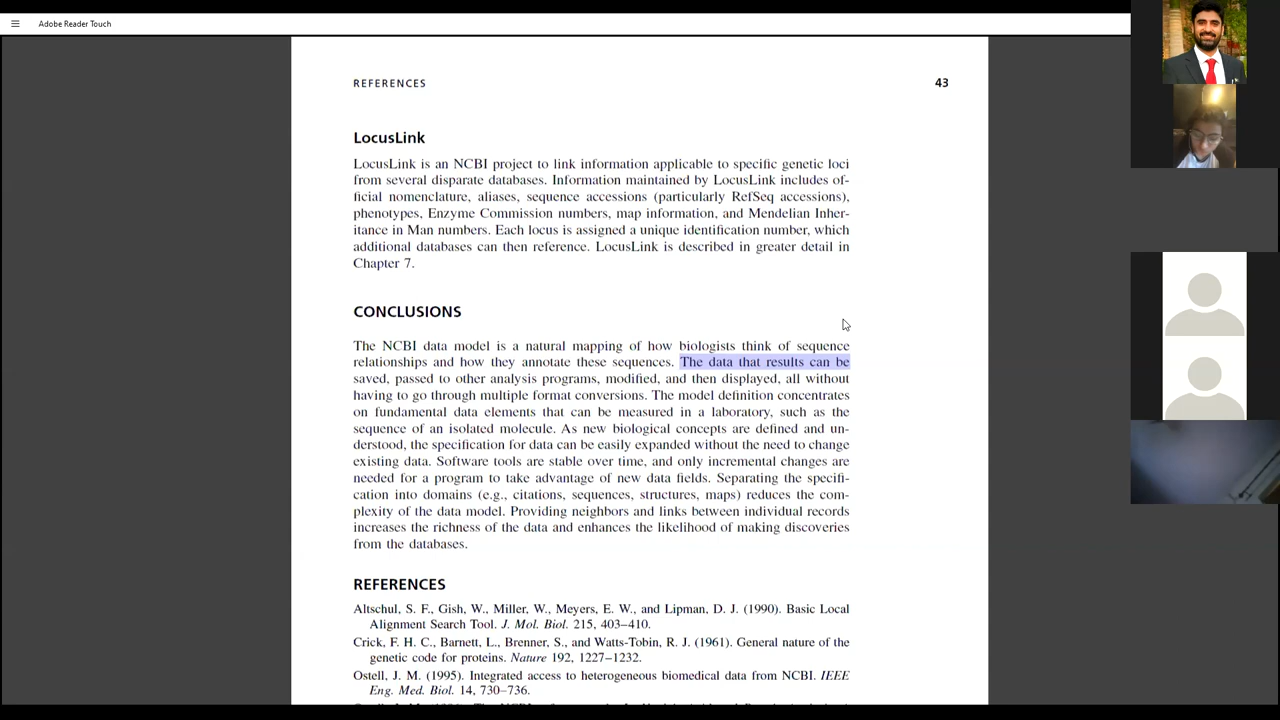 Adobe Reader Touch
REFERENCES 43
LocusLink
LocusLink is an NCBI project to link information applicable to specific genetic loci
from several disparate databases. Information maintained by LocusLink includes of-
ficial nomenclature, aliases, sequence accessions (particularly RefSeq accessions),
phenotypes, Enzyme Commission numbers, map information, and Mendelian Inher-
itance in Man numbers. Each locus is assigned a unique identification number, which
additional databases can then reference. LocusLink is described in greater detail in
Chapter 7.
CONCLUSIONS
The NCBI data model is a natural mapping of how biologists think of sequence
relationships and how they annotate these sequences. The data that results can be
saved, passed to other analysis programs, modified, and then displayed, all without
having to go through multiple format conversions. The model definition concentrates
on fundamental data elements that can be measured in a laboratory, such as the
sequence of an isolated molecule. As new biological concepts are defined and un-
derstood, the specification for data can be easily expanded without the need to change
existing data. Software tools are stable over time, and only incremental changes are
needed for a program to take advantage of new data fields. Separating the specifi-
cation into domains (e.g., citations, sequences, structures, maps) reduces the com-
plexity of the data model. Providing neighbors and links between individual records
increases the richness of the data and enhances the likelihood of making discoveries
from the databases.
REFERENCES
Altschul, S. F., Gish, W., Miller, W., Meyers, E. W., and Lipman, D. J. (1990). Basic Local
Alignment Search Tool. J. Mol. Biol. 215, 403–410.
Crick, F. H. C., Barnett, L., Brenner, S., and Watts-Tobin, R. J. (1961). General nature of the
genetic code for proteins. Nature 192, 1227–1232.
Ostell, J. M. (1995). Integrated access to heterogeneous biomedical data from NCBI. IEEE
Eng. Med. Biol. 14, 730–736.